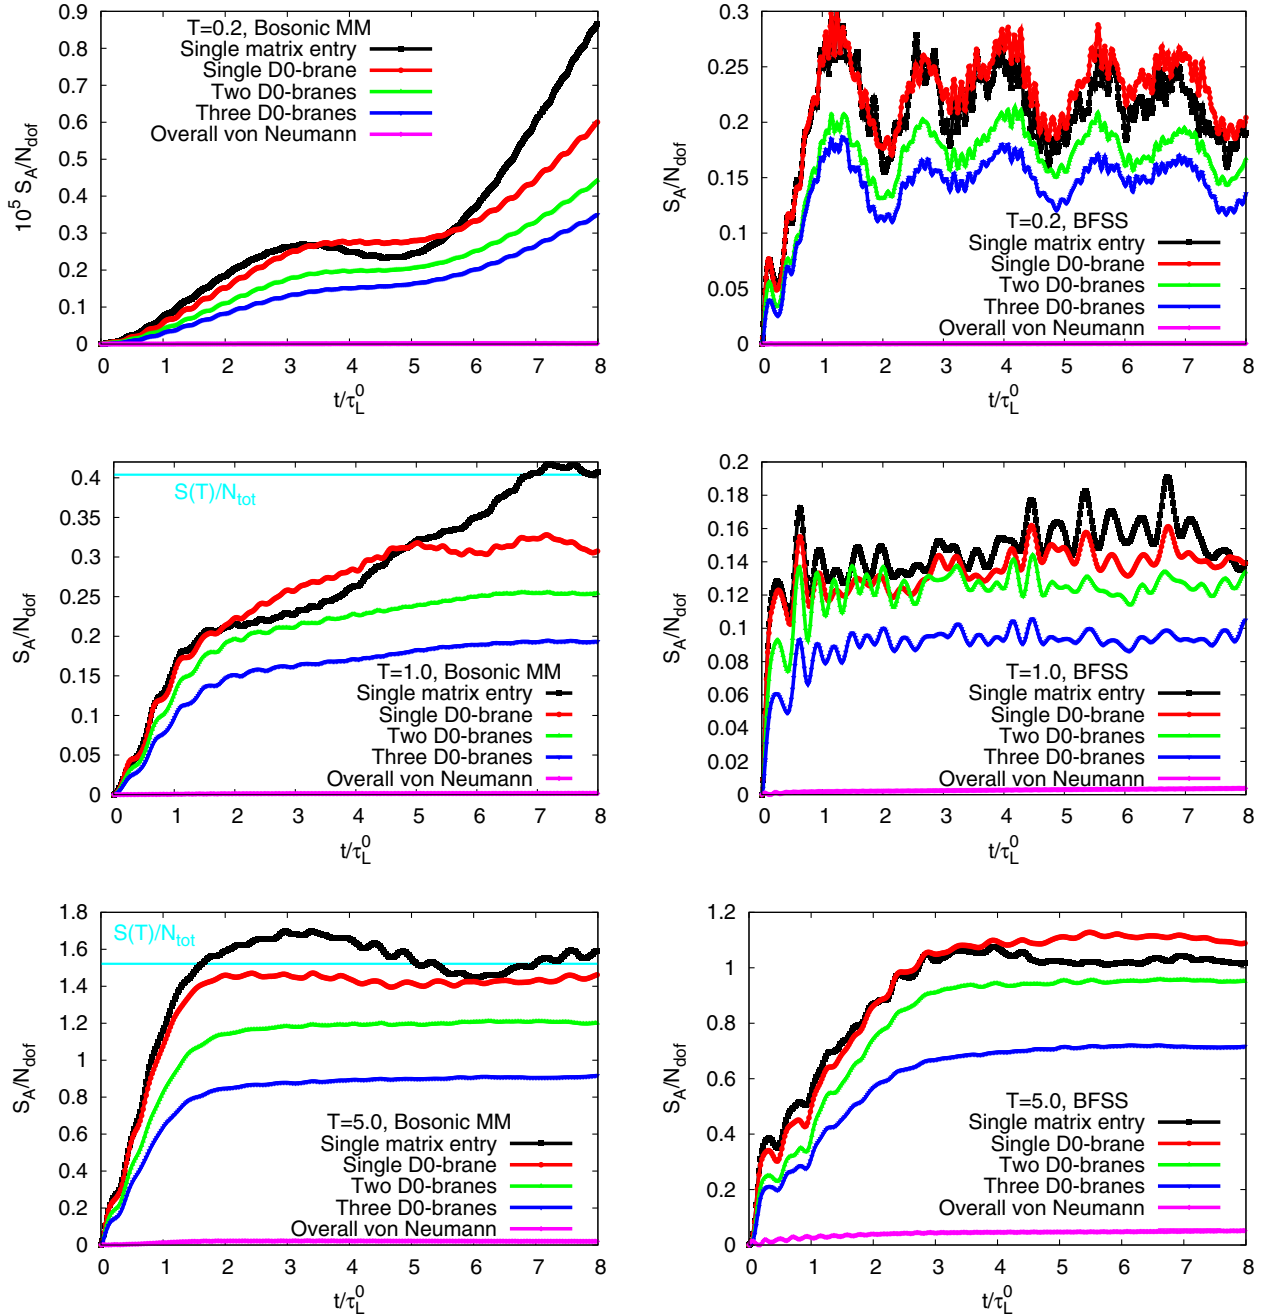 T=0.2, Bosonic MM
Single matrix entry
Single D0-brane
Two D0-branes
Three D0-branes
Overall von Neumann
10^5 S_A/N_dof
0
0.1
0.2
0.3
0.4
0.5
0.6
0.7
0.8
0.9
0 1 2 3 4 5 6 7 8
t/τ_L^0
T=0.2, BFSS
Single matrix entry
Single D0-brane
Two D0-branes
Three D0-branes
Overall von Neumann
S_A/N_dof
0
0.05
0.1
0.15
0.2
0.25
0.3
0 1 2 3 4 5 6 7 8
t/τ_L^0
S(T)/N_tot
T=1.0, Bosonic MM
Single matrix entry
Single D0-brane
Two D0-branes
Three D0-branes
Overall von Neumann
S_A/N_dof
0
0.05
0.1
0.15
0.2
0.25
0.3
0.35
0.4
0 1 2 3 4 5 6 7 8
t/τ_L^0
T=1.0, BFSS
Single matrix entry
Single D0-brane
Two D0-branes
Three D0-branes
Overall von Neumann
S_A/N_dof
0
0.02
0.04
0.06
0.08
0.1
0.12
0.14
0.16
0.18
0.2
0 1 2 3 4 5 6 7 8
t/τ_L^0
S(T)/N_tot
T=5.0, Bosonic MM
Single matrix entry
Single D0-brane
Two D0-branes
Three D0-branes
Overall von Neumann
S_A/N_dof
0
0.2
0.4
0.6
0.8
1
1.2
1.4
1.6
1.8
0 1 2 3 4 5 6 7 8
t/τ_L^0
T=5.0, BFSS
Single matrix entry
Single D0-brane
Two D0-branes
Three D0-branes
Overall von Neumann
S_A/N_dof
0
0.2
0.4
0.6
0.8
1
1.2
0 1 2 3 4 5 6 7 8
t/τ_L^0